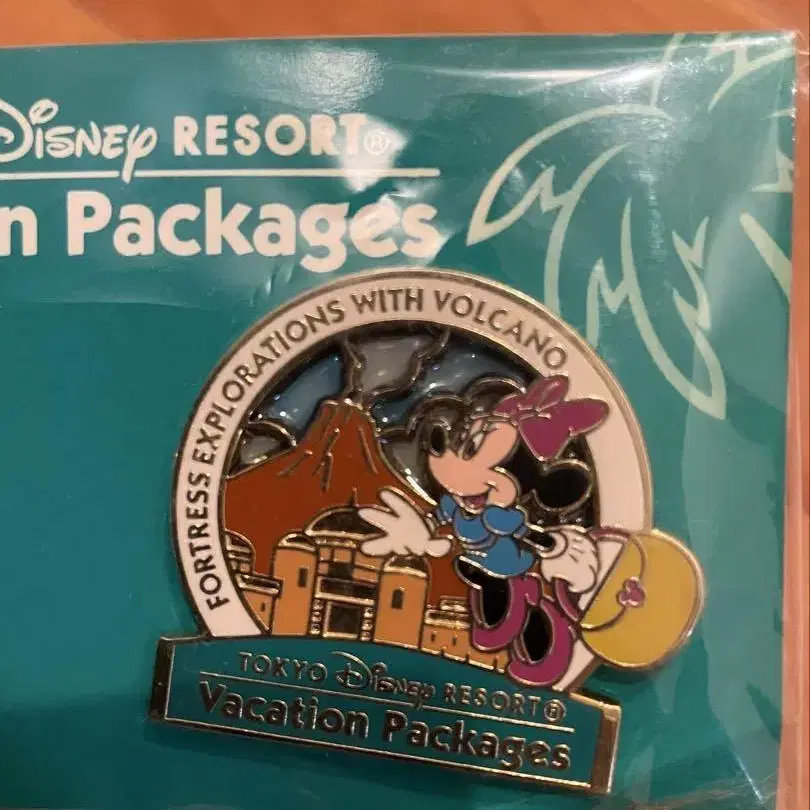 Disney RESORT®
n Packages
FORTRESS EXPLORATIONS WITH VOLCANO
TOKYO Disney RESORT®
Vacation Packages